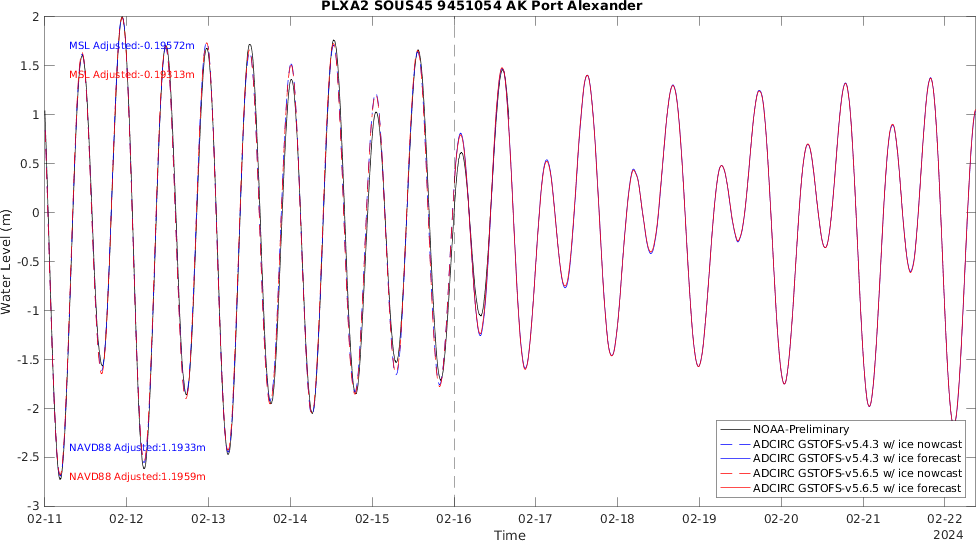 PLXA2 SOUS45 9451054 AK Port Alexander
2
1.5
1
0.5
0
-0.5
-1
-1.5
-2
-2.5
-3
Water Level (m)
MSL Adjusted:-0.19572m
MSL Adjusted:-0.19313m
NAVD88 Adjusted:1.1933m
NAVD88 Adjusted:1.1959m
NOAA-Preliminary
ADCIRC GSTOFS-v5.4.3 w/ ice nowcast
ADCIRC GSTOFS-v5.4.3 w/ ice forecast
ADCIRC GSTOFS-v5.6.5 w/ ice nowcast
ADCIRC GSTOFS-v5.6.5 w/ ice forecast
02-11 02-12 02-13 02-14 02-15 02-16 02-17 02-18 02-19 02-20 02-21 02-22
2024
Time